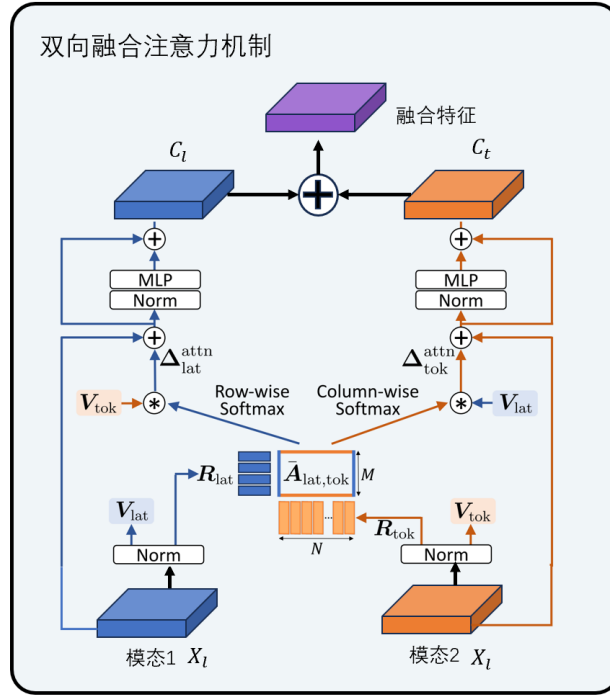 双向融合注意力机制
融合特征
C_l
C_t
MLP
Norm
MLP
Norm
Δ_lat^attn
Δ_tok^attn
Row-wise
Softmax
Column-wise
Softmax
V_tok
V_lat
R_lat
Ā_lat,tok
M
V_lat
...
V_tok
N
R_tok
Norm
Norm
模态1 X_l
模态2 X_l